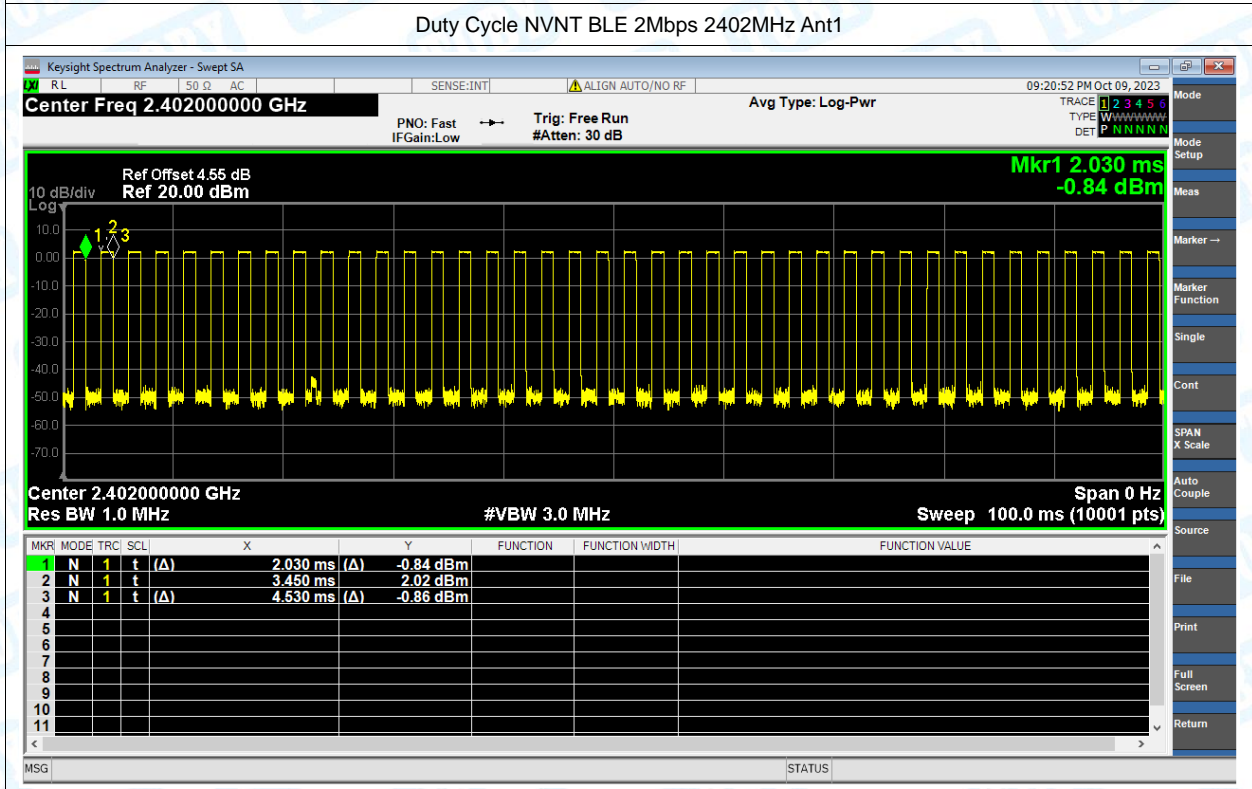 Duty Cycle NVNT BLE 2Mbps 2402MHz Ant1
Keysight Spectrum Analyzer - Swept SA
LXI RL RF 50 Ω AC SENSE:INT ALIGN AUTO/NO RF 09:20:52 PM Oct 09, 2023
Center Freq 2.402000000 GHz Avg Type: Log-Pwr TRACE 1 2 3 4 5 6
PNO: Fast Trig: Free Run TYPE WWWWWWW
IFGain:Low #Atten: 30 dB DET P N N N N N
Mkr1 2.030 ms
-0.84 dBm
Ref Offset 4.55 dB
10 dB/div Ref 20.00 dBm
Log
10.0
0.00
-10.0
-20.0
-30.0
-40.0
-50.0
-60.0
-70.0
1 2 3
Center 2.402000000 GHz Span 0 Hz
Res BW 1.0 MHz #VBW 3.0 MHz Sweep 100.0 ms (10001 pts)
MKR MODE TRC SCL X Y FUNCTION FUNCTION WIDTH FUNCTION VALUE
1 N 1 t (Δ) 2.030 ms (Δ) -0.84 dBm
2 N 1 t 3.450 ms 2.02 dBm
3 N 1 t (Δ) 4.530 ms (Δ) -0.86 dBm
4
5
6
7
8
9
10
11
MSG STATUS
Mode
Mode Setup
Meas
Marker →
Marker Function
Single
Cont
SPAN X Scale
Auto Couple
Source
File
Print
Full Screen
Return